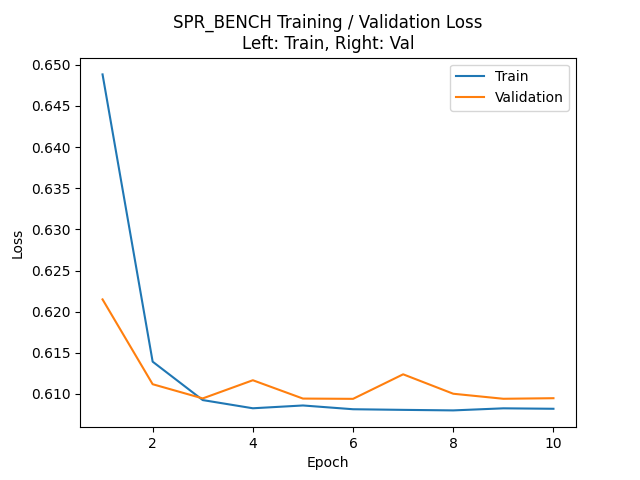 SPR_BENCH Training / Validation Loss
Left: Train, Right: Val
Train
Validation
0.650
0.645
0.640
0.635
0.630
0.625
0.620
0.615
0.610
Loss
2 4 6 8 10
Epoch